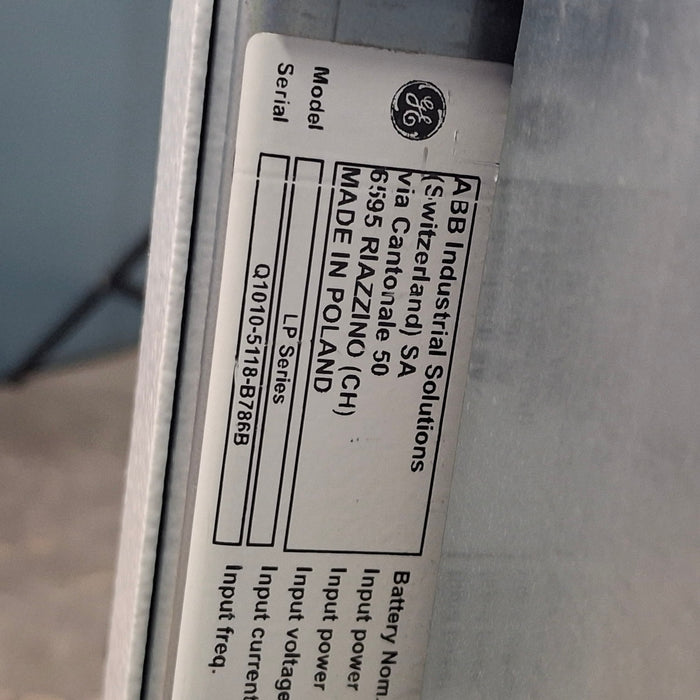 GE
ABB Industrial Solutions
(Switzerland) SA
Via Cantonale 50
6595 RIAZZINO (CH)
MADE IN POLAND
Model LP Series
Serial Q1010-5118-B786B
Battery Nom.
Input power
Input power
Input voltage
Input current
Input freq.